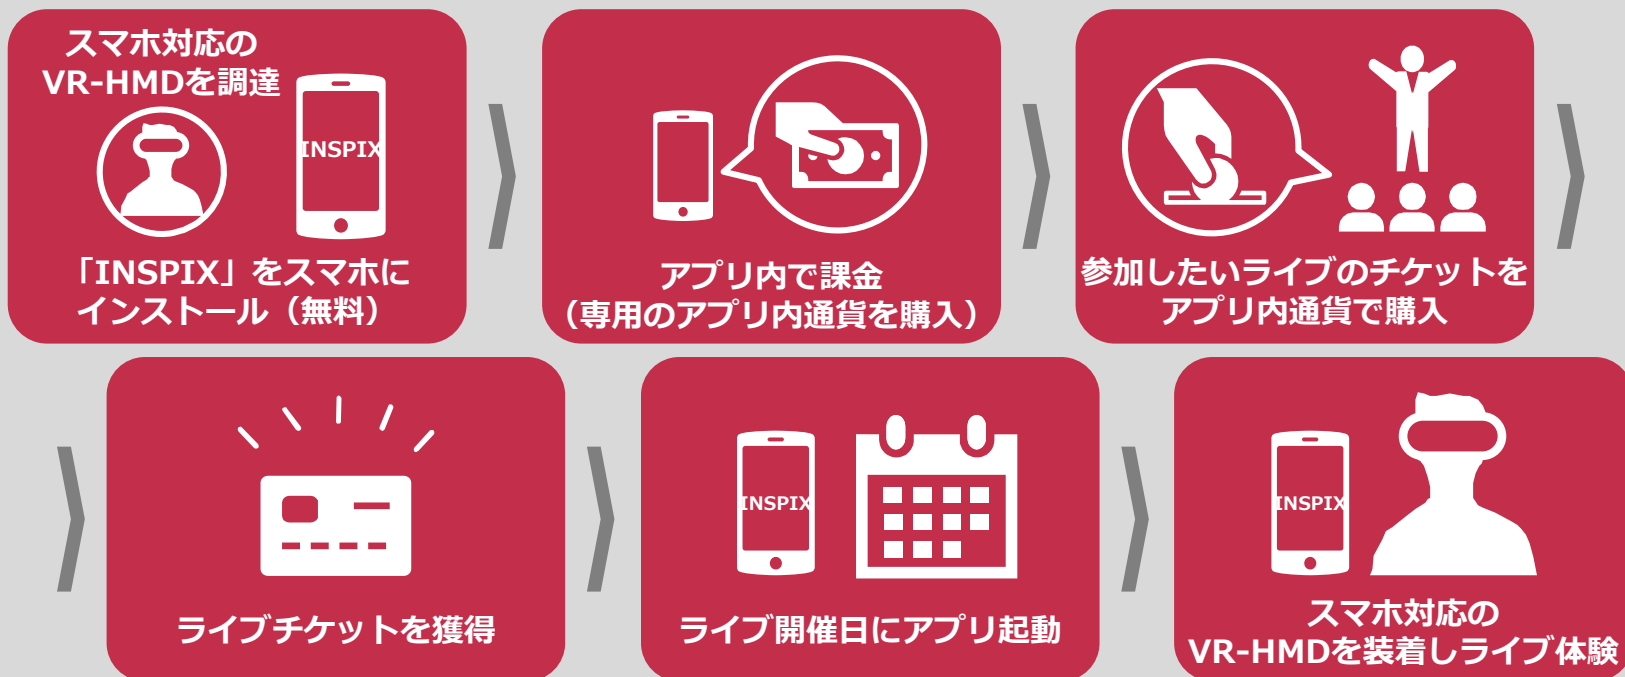 スマホ対応の
VR-HMDを調達
INSPIX
「INSPIX」をスマホに
インストール（無料）
アプリ内で課金
（専用のアプリ内通貨を購入）
参加したいライブのチケットを
アプリ内通貨で購入
ライブチケットを獲得
INSPIX
ライブ開催日にアプリ起動
INSPIX
スマホ対応の
VR-HMDを装着しライブ体験